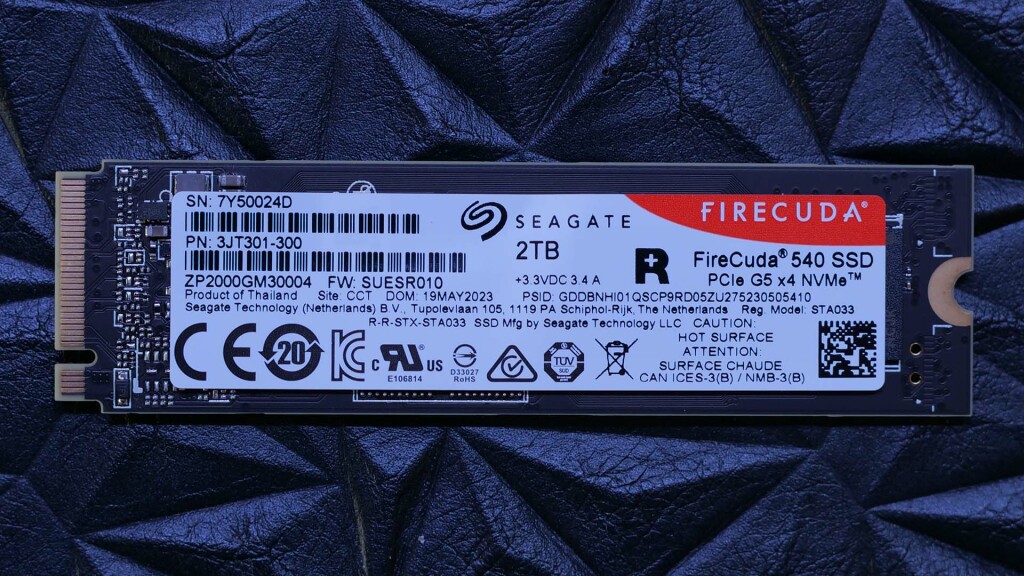 SN: 7Y50024D
SEAGATE
FIRECUDA®
PN: 3JT301-300
2TB
R
FireCuda® 540 SSD
ZP2000GM30004 FW: SUESR010
+3.3VDC 3.4 A
PCIe G5 x4 NVMe™
Product of Thailand Site: CCT DOM: 19MAY2023
PSID: GDDBNHI01QSCP9RD05ZU275230505410
Seagate Technology (Netherlands) B.V., Tupolevlaan 105, 1119 PA Schiphol-Rijk, The Netherlands Reg. Model: STA033
R-R-STX-STA033 SSD Mfg by Seagate Technology LLC CAUTION:
HOT SURFACE
ATTENTION:
SURFACE CHAUDE
CAN ICES-3(B) / NMB-3(B)
CE
20
c RU® US
E106814
D33027
RoHS
TÜV
SUD